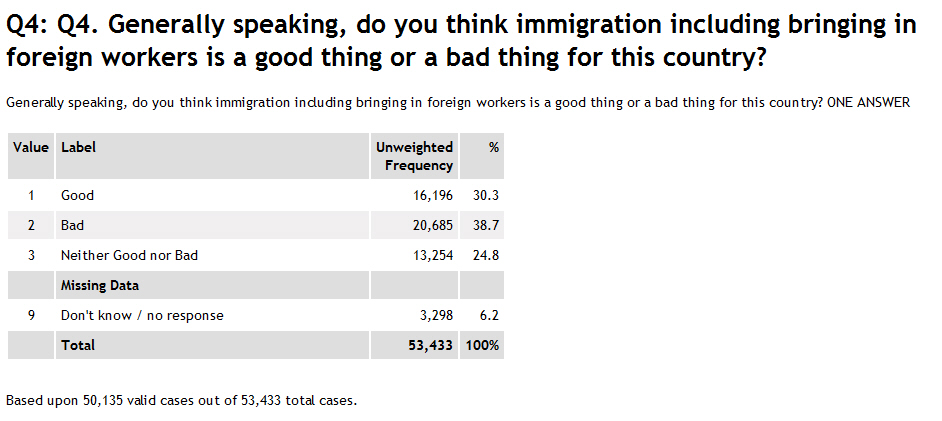 Q4: Q4. Generally speaking, do you think immigration including bringing in
foreign workers is a good thing or a bad thing for this country?
Generally speaking, do you think immigration including bringing in foreign workers is a good thing or a bad thing for this country? ONE ANSWER
Value Label Unweighted Frequency %
1 Good 16,196 30.3
2 Bad 20,685 38.7
3 Neither Good nor Bad 13,254 24.8
Missing Data
9 Don't know / no response 3,298 6.2
Total 53,433 100%
Based upon 50,135 valid cases out of 53,433 total cases.